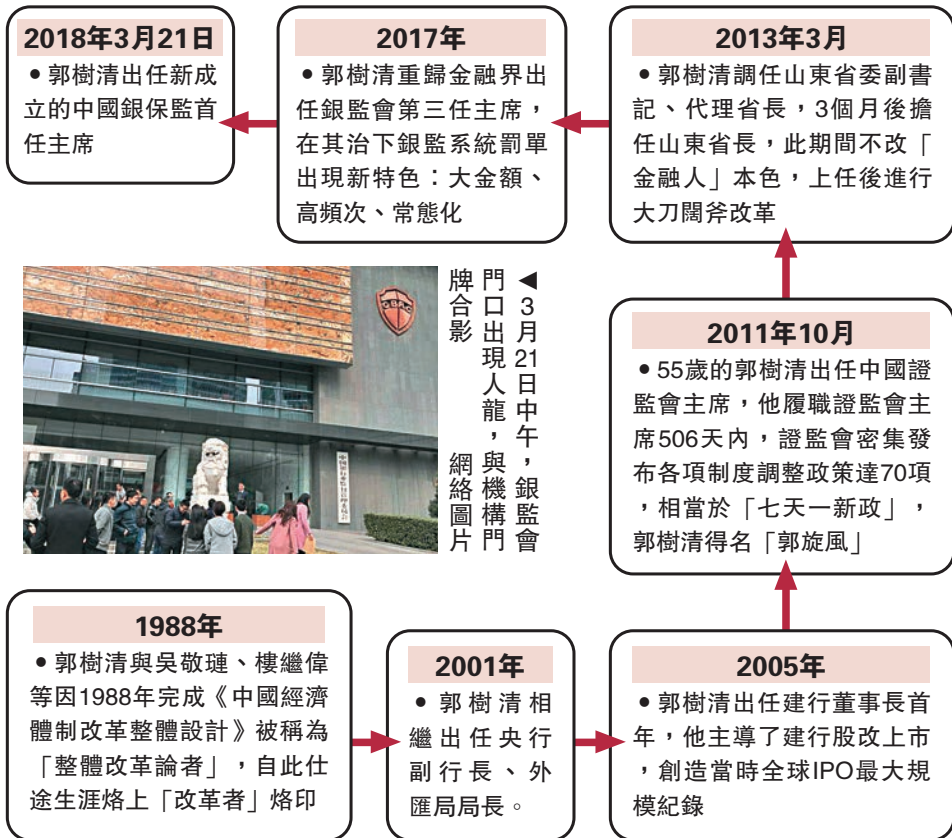 2018年3月21日
•郭樹清出任新成
立的中國銀保監首
任主席
2017年
•郭樹清重歸金融界出
任銀監會第三任主席，
在其治下銀監系統罰單
出現新特色：大金額、
高頻次、常態化
2013年3月
•郭樹清調任山東省委副書
記、代理省長，3個月後擔
任山東省長，此期間不改「
金融人」本色，上任後進行
大刀闊斧改革
◀3月21日中午，銀監會
門口出現人龍，與機構門
牌合影 網絡圖片
CBRC
中國銀行業監督管理委員會
2011年10月
•55歲的郭樹清出任中國證
監會主席，他履職證監會主
席506天內，證監會密集發
布各項制度調整政策達70項
，相當於「七天一新政」，
郭樹清得名「郭旋風」
1988年
•郭樹清與吳敬璉、樓繼偉
等因1988年完成《中國經濟
體制改革整體設計》被稱為
「整體改革論者」，自此仕
途生涯烙上「改革者」烙印
2001年
•郭樹清相
繼出任央行
副行長、外
匯局局長。
2005年
•郭樹清出任建行董事長首
年，他主導了建行股改上市
，創造當時全球IPO最大規
模紀錄